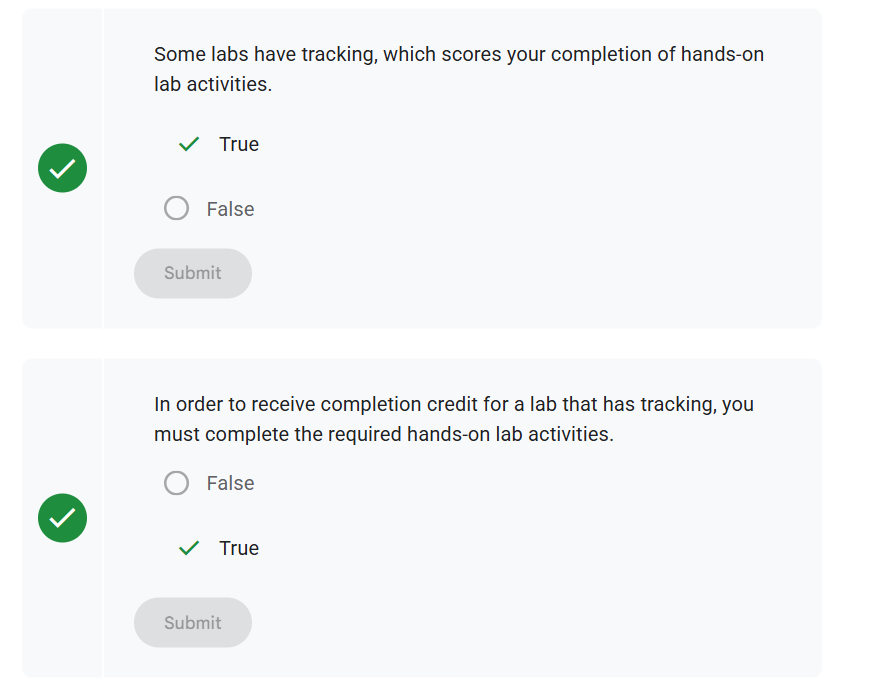 Some labs have tracking, which scores your completion of hands-on
lab activities.
True
False
Submit
In order to receive completion credit for a lab that has tracking, you
must complete the required hands-on lab activities.
False
True
Submit